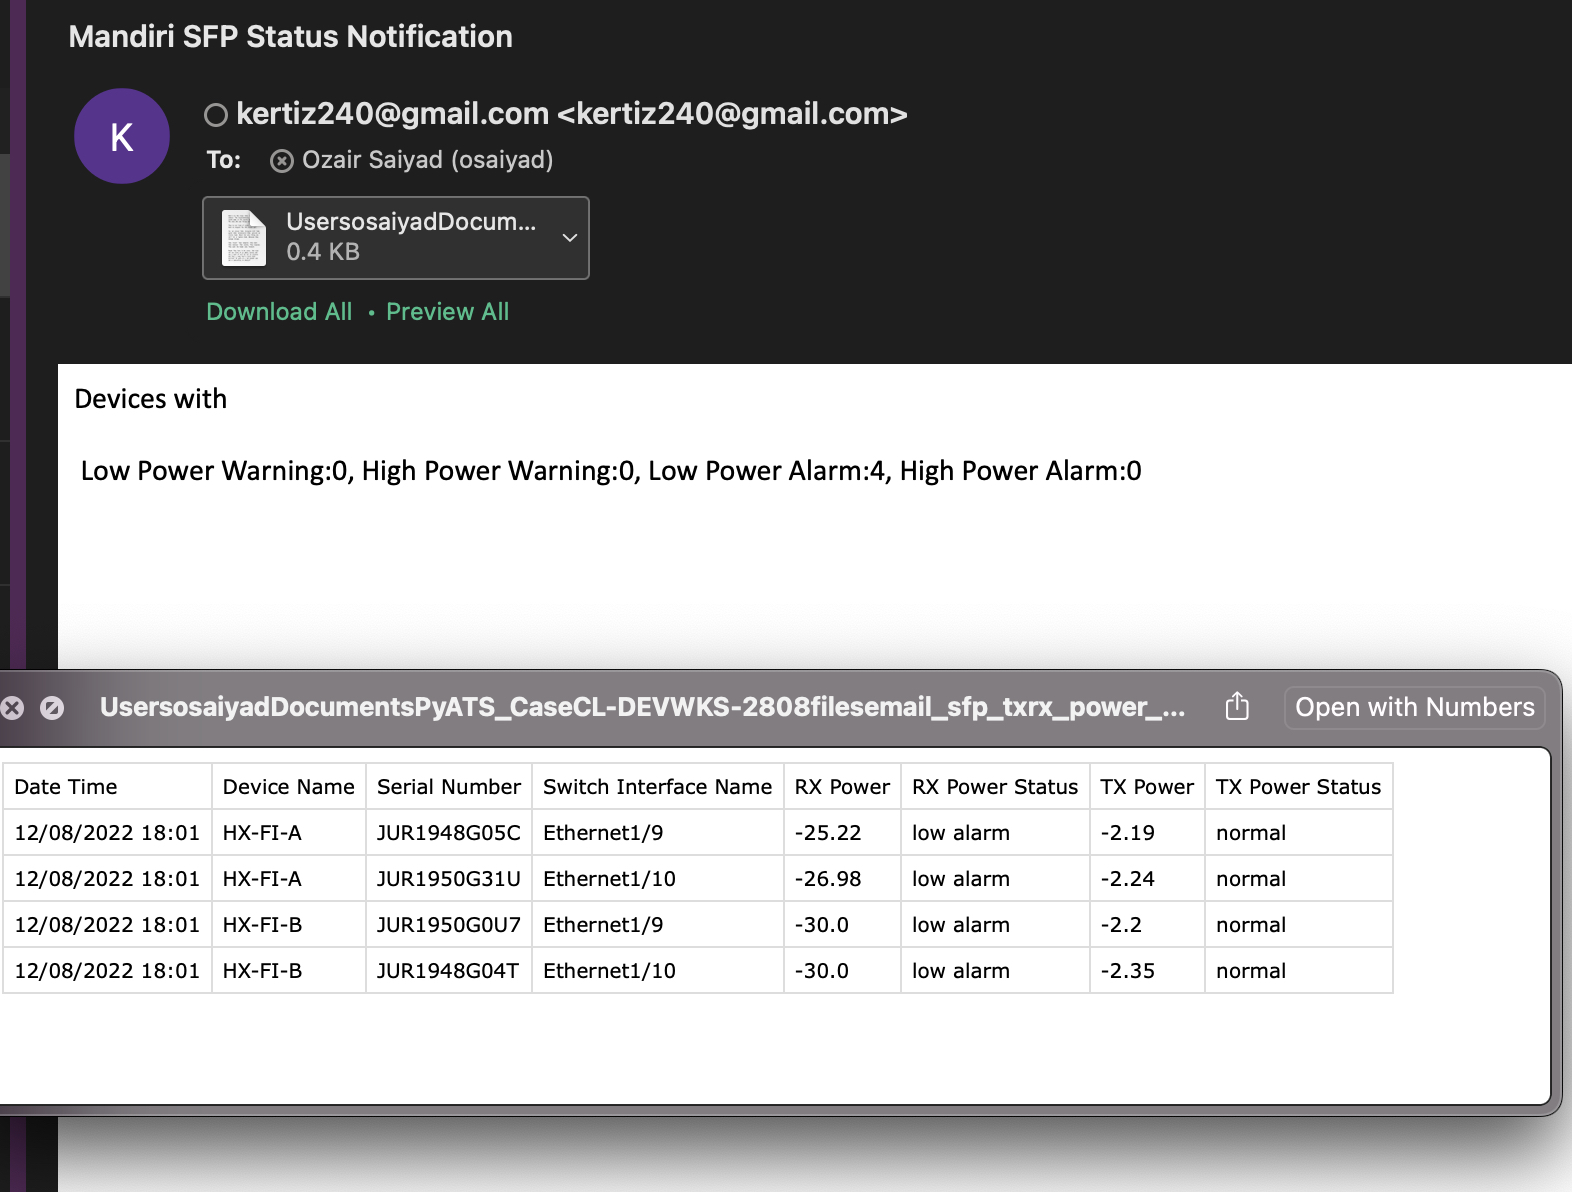 Mandiri SFP Status Notification
K
kertiz240@gmail.com <kertiz240@gmail.com>
To: Ozair Saiyad (osaiyad)
UsersosaiyadDocum...
0.4 KB
Download All • Preview All
Devices with
Low Power Warning:0, High Power Warning:0, Low Power Alarm:4, High Power Alarm:0
UsersosaiyadDocumentsPyATS_CaseCL-DEVWKS-2808filesemail_sfp_txrx_power_... Open with Numbers
Date Time Device Name Serial Number Switch Interface Name RX Power RX Power Status TX Power TX Power Status
12/08/2022 18:01 HX-FI-A JUR1948G05C Ethernet1/9 -25.22 low alarm -2.19 normal
12/08/2022 18:01 HX-FI-A JUR1950G31U Ethernet1/10 -26.98 low alarm -2.24 normal
12/08/2022 18:01 HX-FI-B JUR1950G0U7 Ethernet1/9 -30.0 low alarm -2.2 normal
12/08/2022 18:01 HX-FI-B JUR1948G04T Ethernet1/10 -30.0 low alarm -2.35 normal